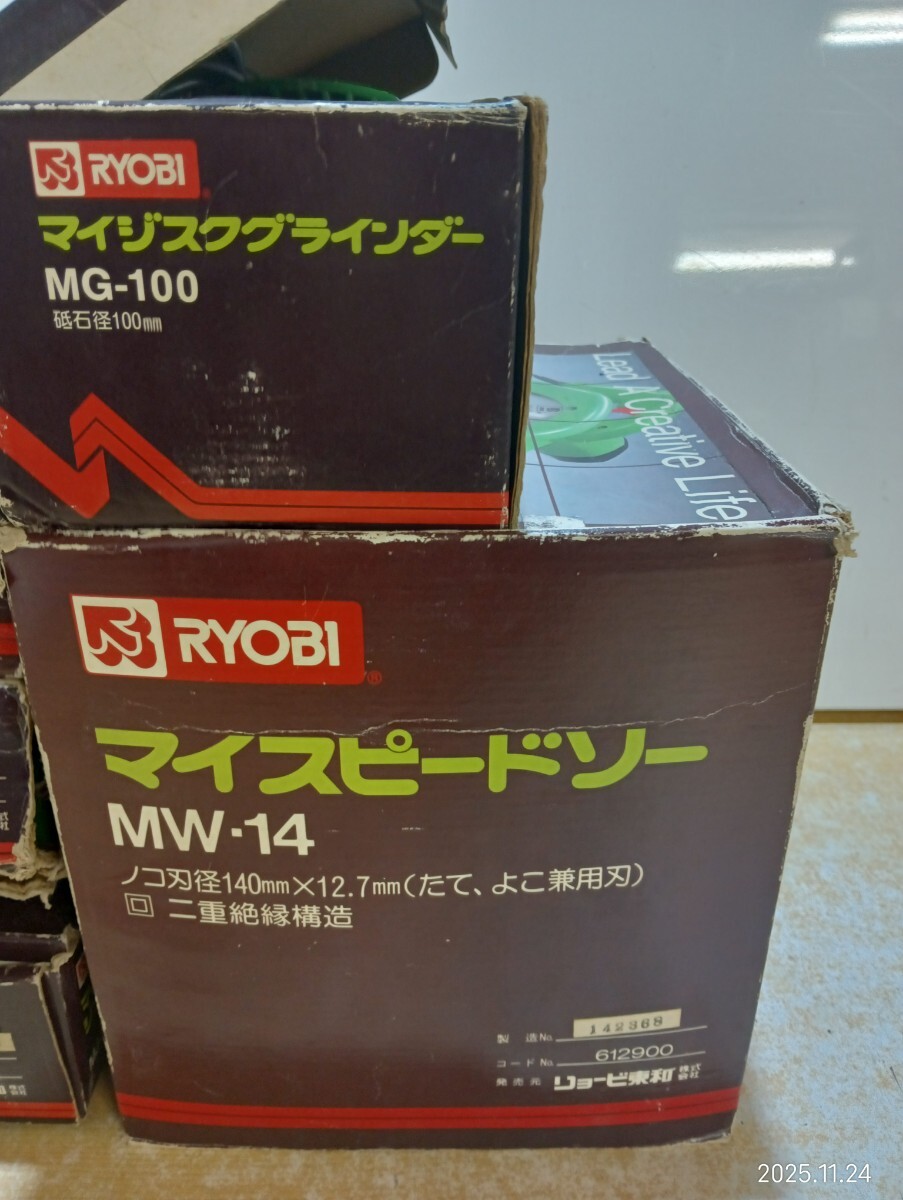 RYOBI
マイジスクグラインダー
MG-100
砥石径100mm
Lead A Creative Life
RYOBI®
マイスピードソー
MW-14
ノコ刃径140mm×12.7mm(たて、よこ兼用刃)
回 二重絶縁構造
製造No. 142368
コードNo. 612900
発売元 リョービ東和株式会社
2025.11.24